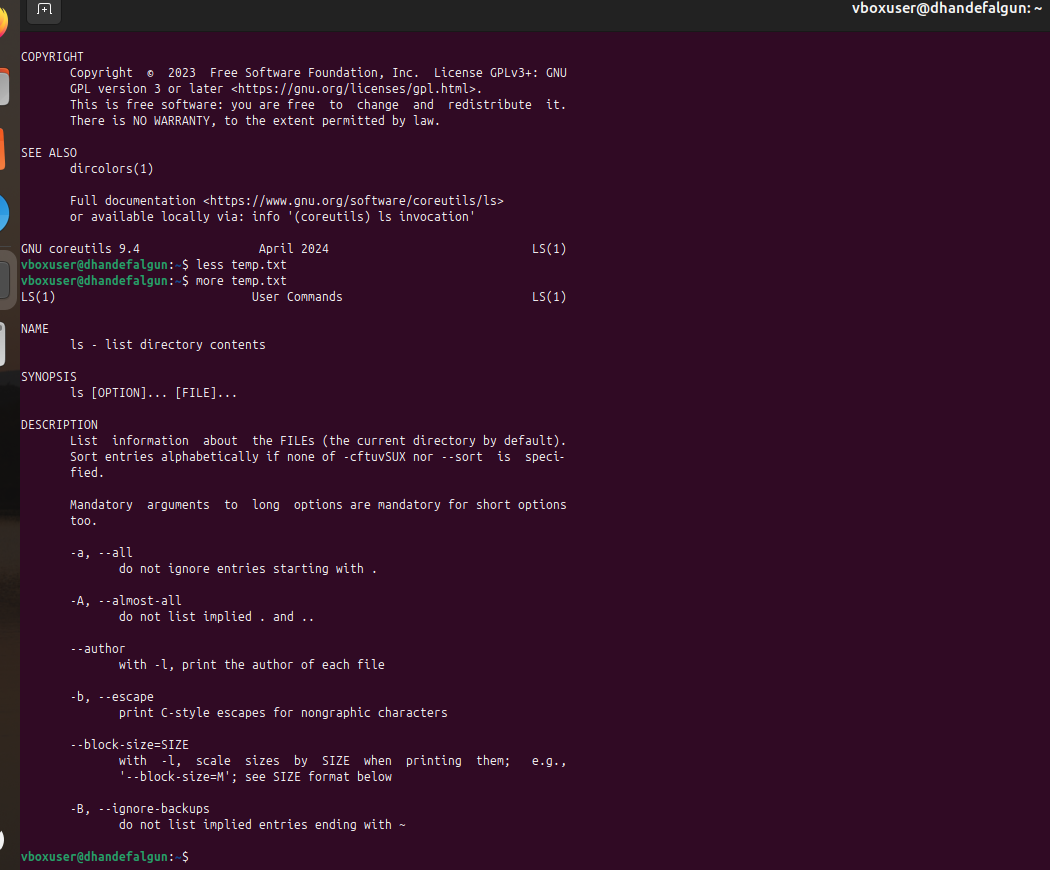 vboxuser@dhandefalgun: ~
COPYRIGHT
Copyright © 2023 Free Software Foundation, Inc. License GPLv3+: GNU
GPL version 3 or later <https://gnu.org/licenses/gpl.html>.
This is free software: you are free to change and redistribute it.
There is NO WARRANTY, to the extent permitted by law.
SEE ALSO
dircolors(1)
Full documentation <https://www.gnu.org/software/coreutils/ls>
or available locally via: info '(coreutils) ls invocation'
GNU coreutils 9.4 April 2024 LS(1)
vboxuser@dhandefalgun:~$ less temp.txt
vboxuser@dhandefalgun:~$ more temp.txt
LS(1) User Commands LS(1)
NAME
ls - list directory contents
SYNOPSIS
ls [OPTION]... [FILE]...
DESCRIPTION
List information about the FILEs (the current directory by default).
Sort entries alphabetically if none of -cftuvSUX nor --sort is speci-
fied.
Mandatory arguments to long options are mandatory for short options
too.
-a, --all
do not ignore entries starting with .
-A, --almost-all
do not list implied . and ..
--author
with -l, print the author of each file
-b, --escape
print C-style escapes for nongraphic characters
--block-size=SIZE
with -l, scale sizes by SIZE when printing them; e.g.,
'--block-size=M'; see SIZE format below
-B, --ignore-backups
do not list implied entries ending with ~
vboxuser@dhandefalgun:~$